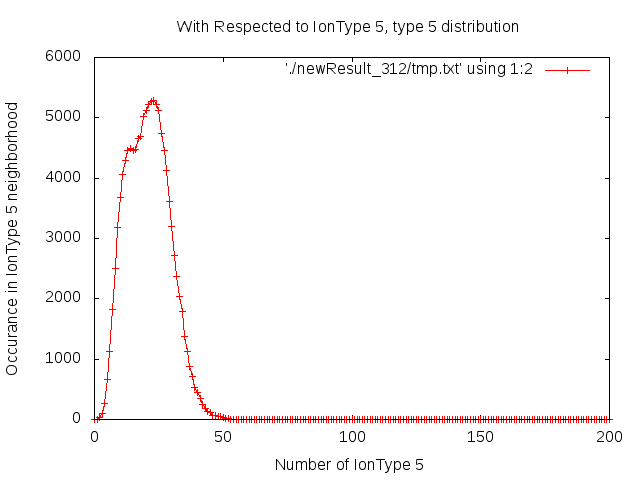 With Respected to IonType 5, type 5 distribution
'./newResult_312/tmp.txt' using 1:2
6000
5000
4000
3000
2000
1000
0
Occurance in IonType 5 neighborhood
0 50 100 150 200
Number of IonType 5